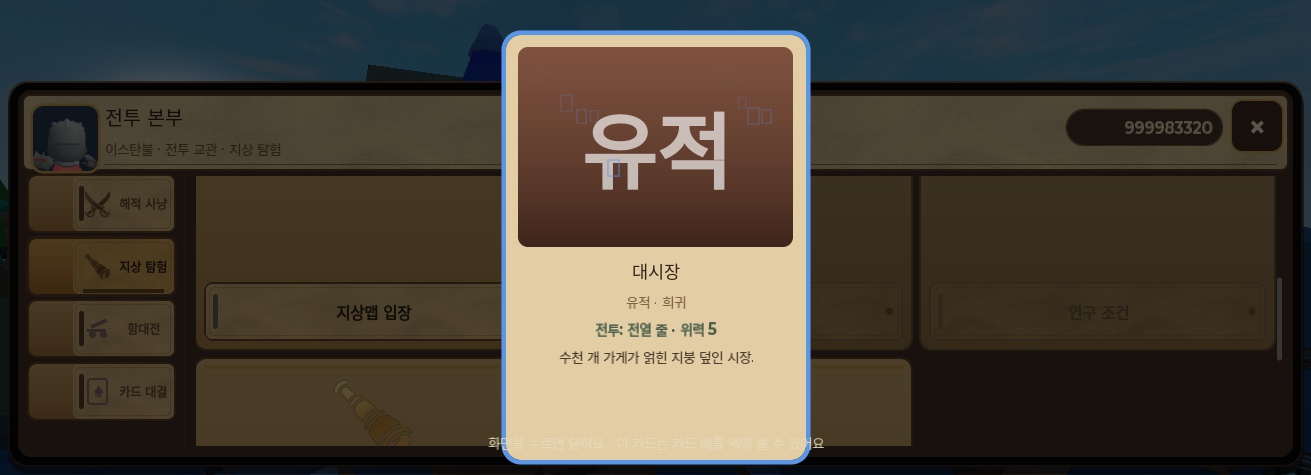 전투 본부
이스탄불 · 전투 교관 · 지상 탐험
999983320
×
해적 사냥
지상 탐험
함대전
카드 대결
지상맵 입장
연구 조건
유적
대시장
유적 · 희귀
전투: 전열 줄 · 위력 5
수천 개 가게가 얽힌 지붕 덮인 시장.
화면을 누르면 닫혀요 · 이 카드는 카드 배틀 덱에 쓸 수 있어요